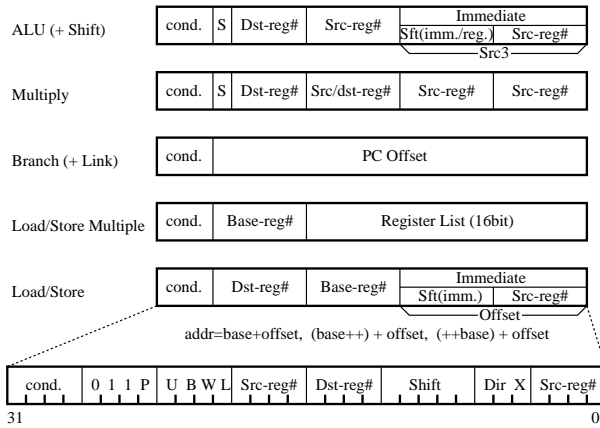 ALU (+ Shift) cond. S Dst-reg# Src-reg# Immediate
Sft(imm./reg.) Src-reg#
Src3
Multiply cond. S Dst-reg# Src/dst-reg# Src-reg# Src-reg#
Branch (+ Link) cond. PC Offset
Load/Store Multiple cond. Base-reg# Register List (16bit)
Load/Store cond. Dst-reg# Base-reg# Immediate
Sft(imm.) Src-reg#
Offset
addr=base+offset, (base++) + offset, (++base) + offset
cond. 0 1 1 P U B W L Src-reg# Dst-reg# Shift Dir X Src-reg#
31 0